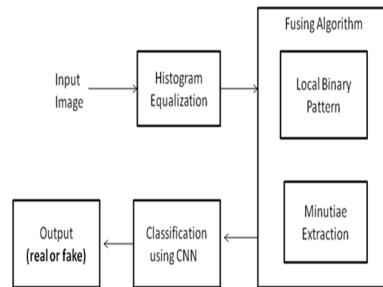 Fusing Algorithm
Input
Image
Histogram
Equalization
Local Binary
Pattern
Minutiae
Extraction
Classification
using CNN
Output
(real or fake)